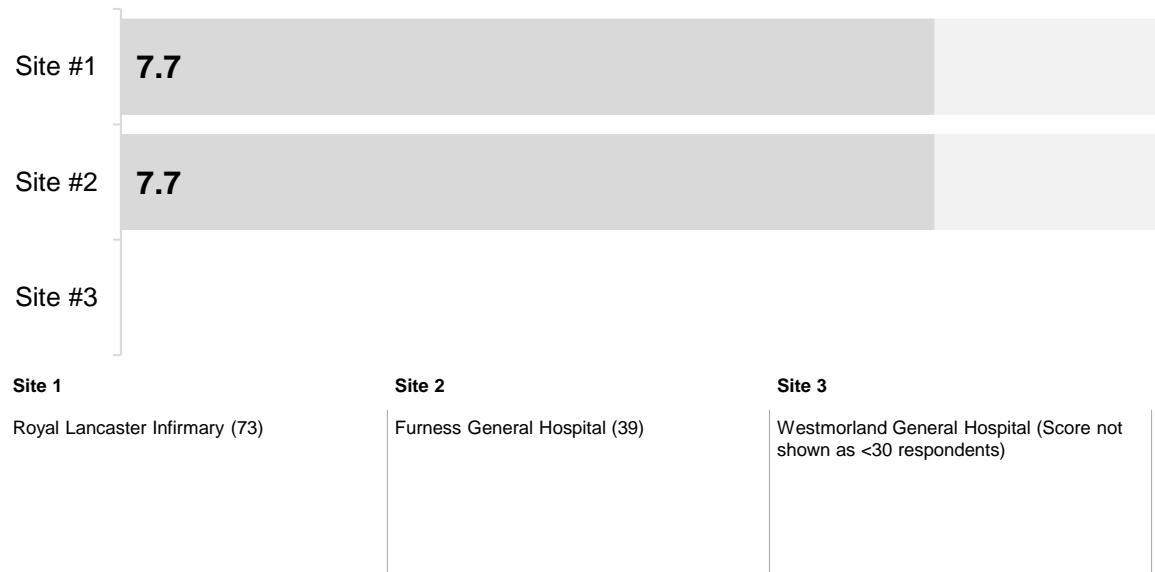 Site #1
7.7
Site #2
7.7
Site #3
Site 1
Royal Lancaster Infirmary (73)
Site 2
Furness General Hospital (39)
Site 3
Westmorland General Hospital (Score not
shown as <30 respondents)